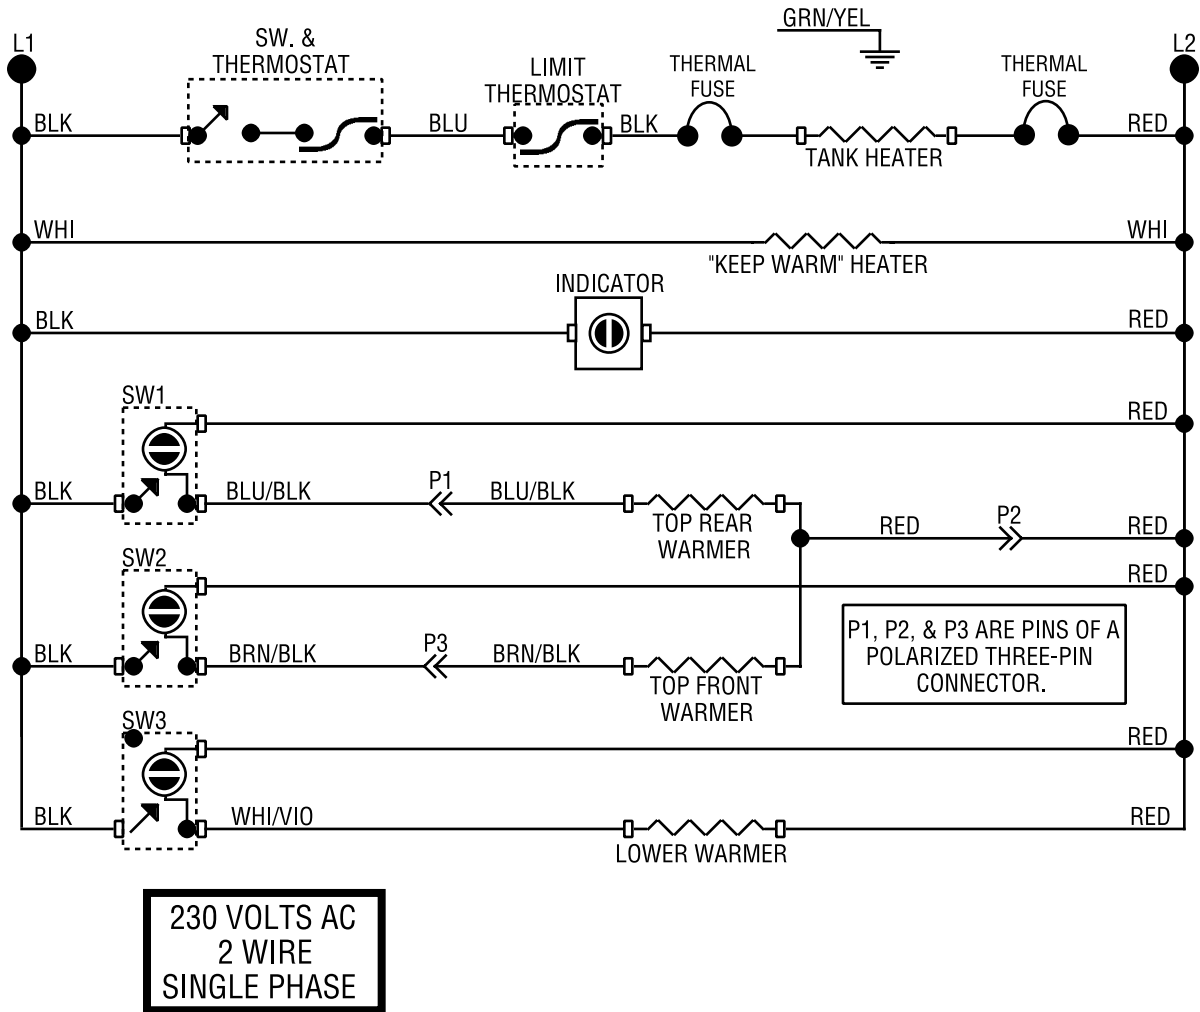 GRN/YEL
L1
SW. &
THERMOSTAT
LIMIT
THERMOSTAT
THERMAL
FUSE
THERMAL
FUSE
L2
BLK
BLU
BLK
TANK HEATER
RED
WHI
"KEEP WARM" HEATER
WHI
INDICATOR
BLK
RED
SW1
RED
BLK
BLU/BLK
P1
BLU/BLK
TOP REAR
WARMER
RED
P2
RED
SW2
RED
BLK
BRN/BLK
P3
BRN/BLK
TOP FRONT
WARMER
P1, P2, & P3 ARE PINS OF A
POLARIZED THREE-PIN
CONNECTOR.
SW3
RED
BLK
WHI/VIO
LOWER WARMER
RED
230 VOLTS AC
2 WIRE
SINGLE PHASE